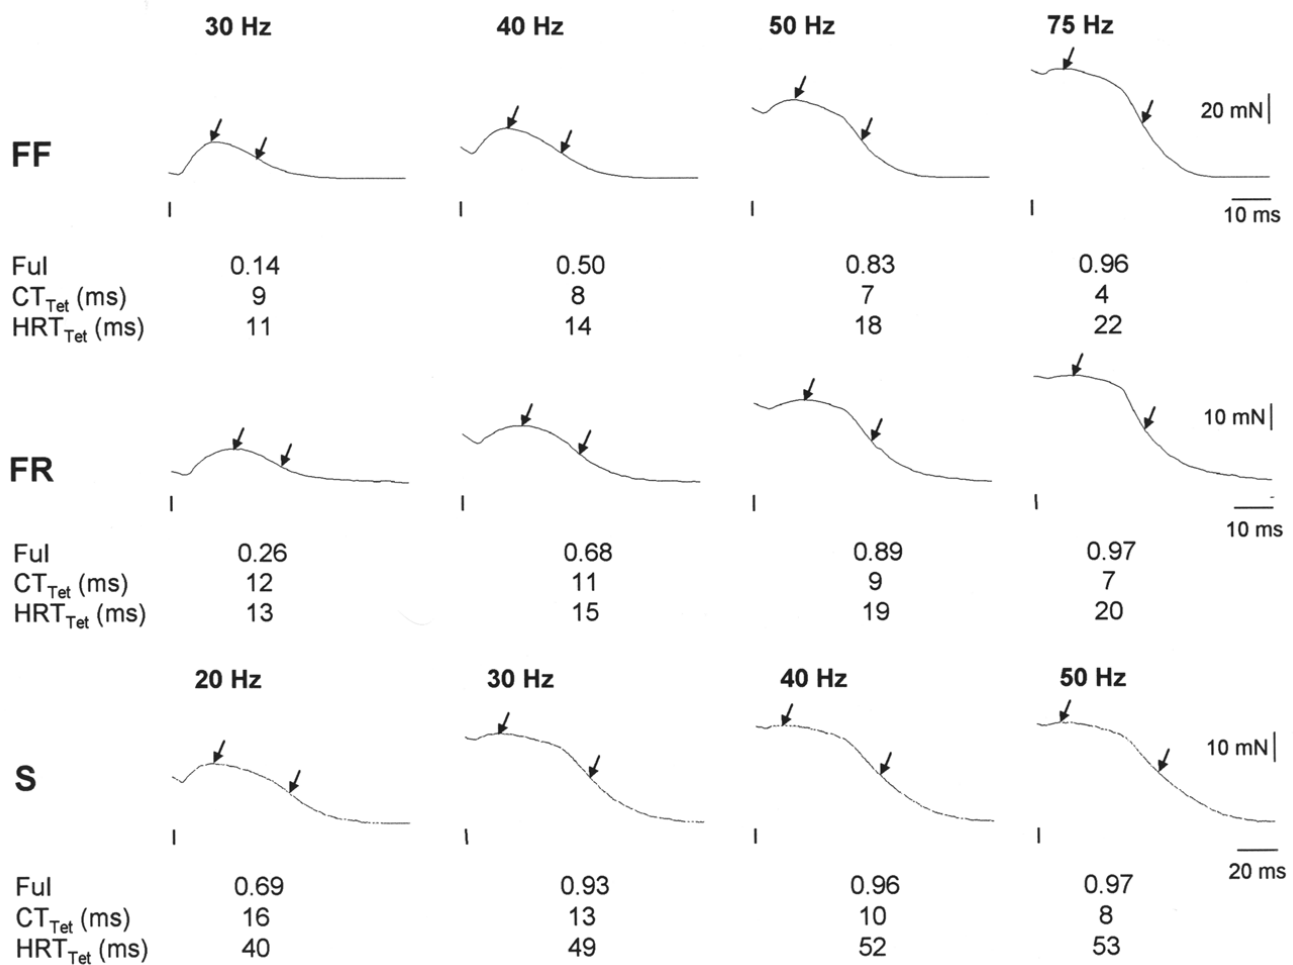 30 Hz 40 Hz 50 Hz 75 Hz
20 mN
FF
10 ms
FuI 0.14 0.50 0.83 0.96
CTTet (ms) 9 8 7 4
HRTTet (ms) 11 14 18 22
10 mN
FR
10 ms
FuI 0.26 0.68 0.89 0.97
CTTet (ms) 12 11 9 7
HRTTet (ms) 13 15 19 20
20 Hz 30 Hz 40 Hz 50 Hz
10 mN
S
20 ms
FuI 0.69 0.93 0.96 0.97
CTTet (ms) 16 13 10 8
HRTTet (ms) 40 49 52 53